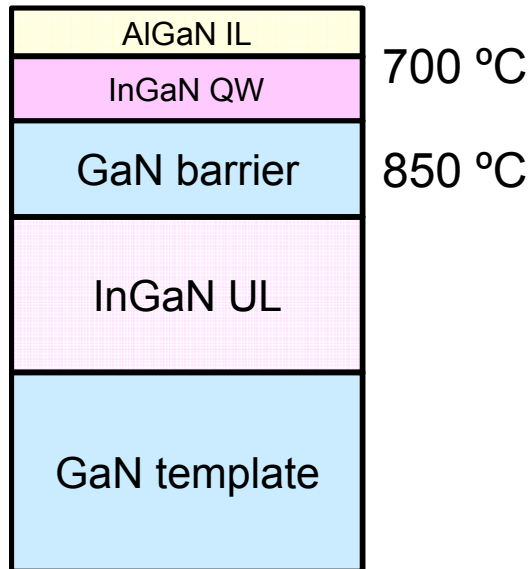 AlGaN IL
700 ºC
InGaN QW
GaN barrier
850 ºC
InGaN UL
GaN template